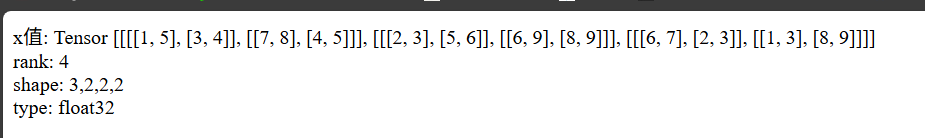 x值: Tensor [[[[1, 5], [3, 4]], [[7, 8], [4, 5]]], [[[2, 3], [5, 6]], [[6, 9], [8, 9]]], [[[6, 7], [2, 3]], [[1, 3], [8, 9]]]]
rank: 4
shape: 3,2,2,2
type: float32